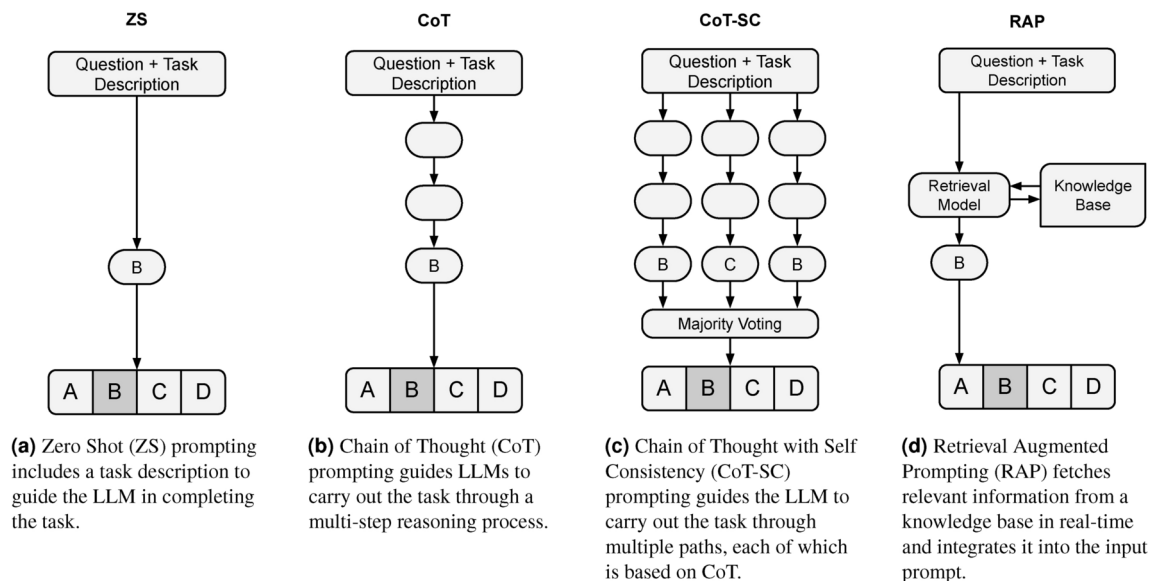 ZS
Question + Task
Description
B
A B C D
(a) Zero Shot (ZS) prompting
includes a task description to
guide the LLM in completing
the task.
CoT
Question + Task
Description
B
A B C D
(b) Chain of Thought (CoT)
prompting guides LLMs to
carry out the task through a
multi-step reasoning process.
CoT-SC
Question + Task
Description
B C B
Majority Voting
A B C D
(c) Chain of Thought with Self
Consistency (CoT-SC)
prompting guides the LLM to
carry out the task through
multiple paths, each of which
is based on CoT.
RAP
Question + Task
Description
Retrieval
Model
Knowledge
Base
B
A B C D
(d) Retrieval Augmented
Prompting (RAP) fetches
relevant information from a
knowledge base in real-time
and integrates it into the input
prompt.